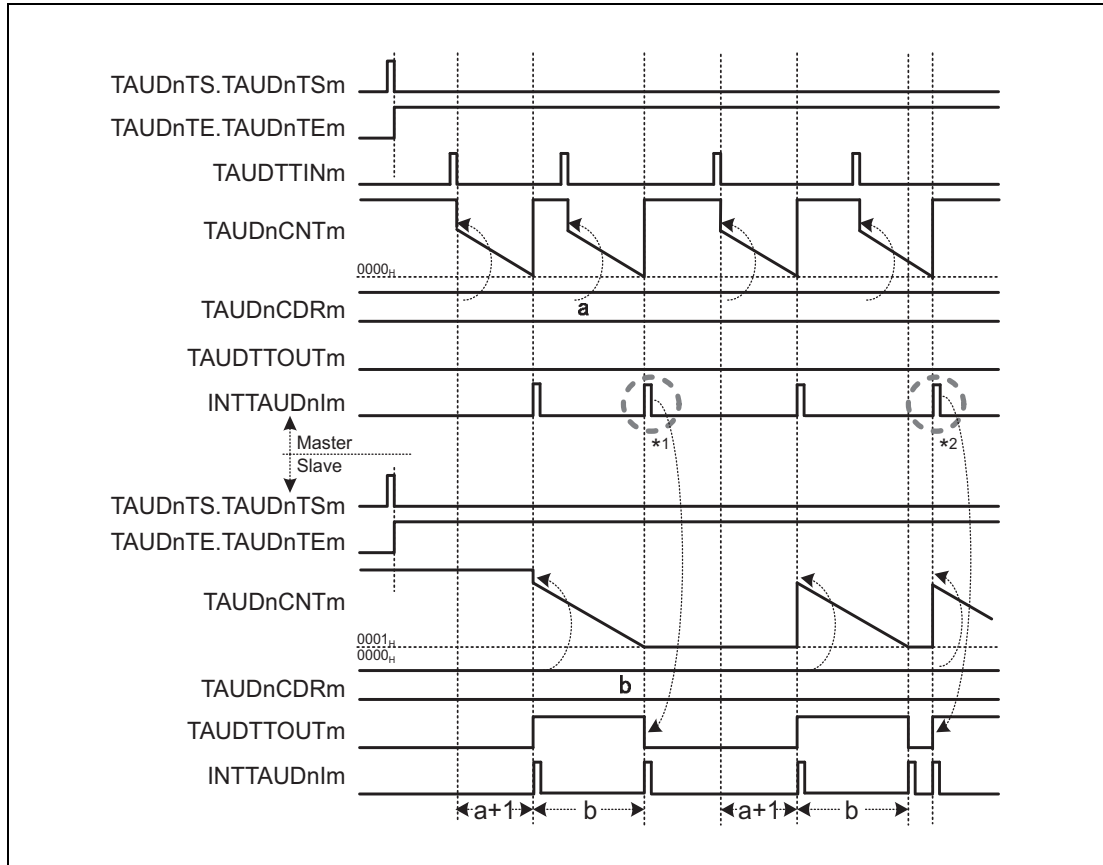 TAUDnTS.TAUDnTSm
TAUDnTE.TAUDnTEm
TAUDTTINm
TAUDnCNTm
0000H
TAUDnCDRm
a
TAUDTTOUTm
INTTAUDnIm
*1
*2
Master
Slave
TAUDnTS.TAUDnTSm
TAUDnTE.TAUDnTEm
TAUDnCNTm
0001H
0000H
TAUDnCDRm
b
TAUDTTOUTm
INTTAUDnIm
a+1 b a+1 b